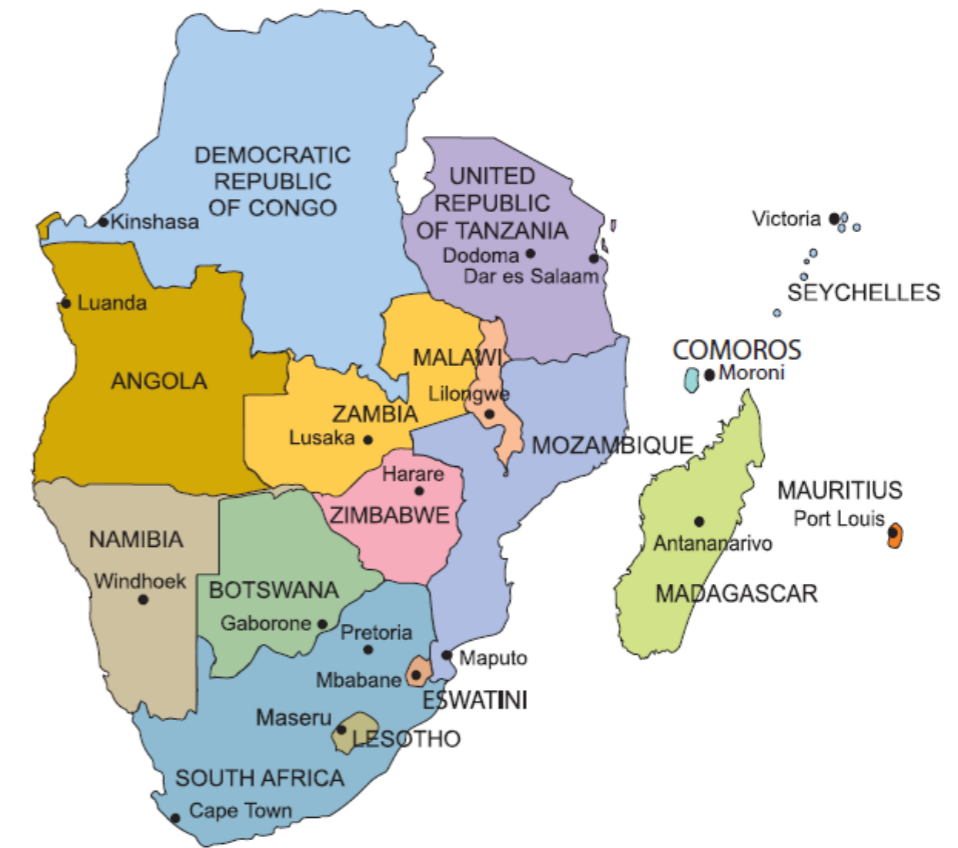 DEMOCRATIC
REPUBLIC
OF CONGO
Kinshasa
UNITED
REPUBLIC
OF TANZANIA
Dodoma
Dar es Salaam
Victoria
SEYCHELLES
Luanda
ANGOLA
MALAWI
Lilongwe
COMOROS
Moroni
ZAMBIA
Lusaka
MOZAMBIQUE
Harare
ZIMBABWE
MAURITIUS
Port Louis
Antananarivo
MADAGASCAR
NAMIBIA
Windhoek
BOTSWANA
Gaborone
Pretoria
Maputo
Mbabane
ESWATINI
Maseru
LESOTHO
SOUTH AFRICA
Cape Town